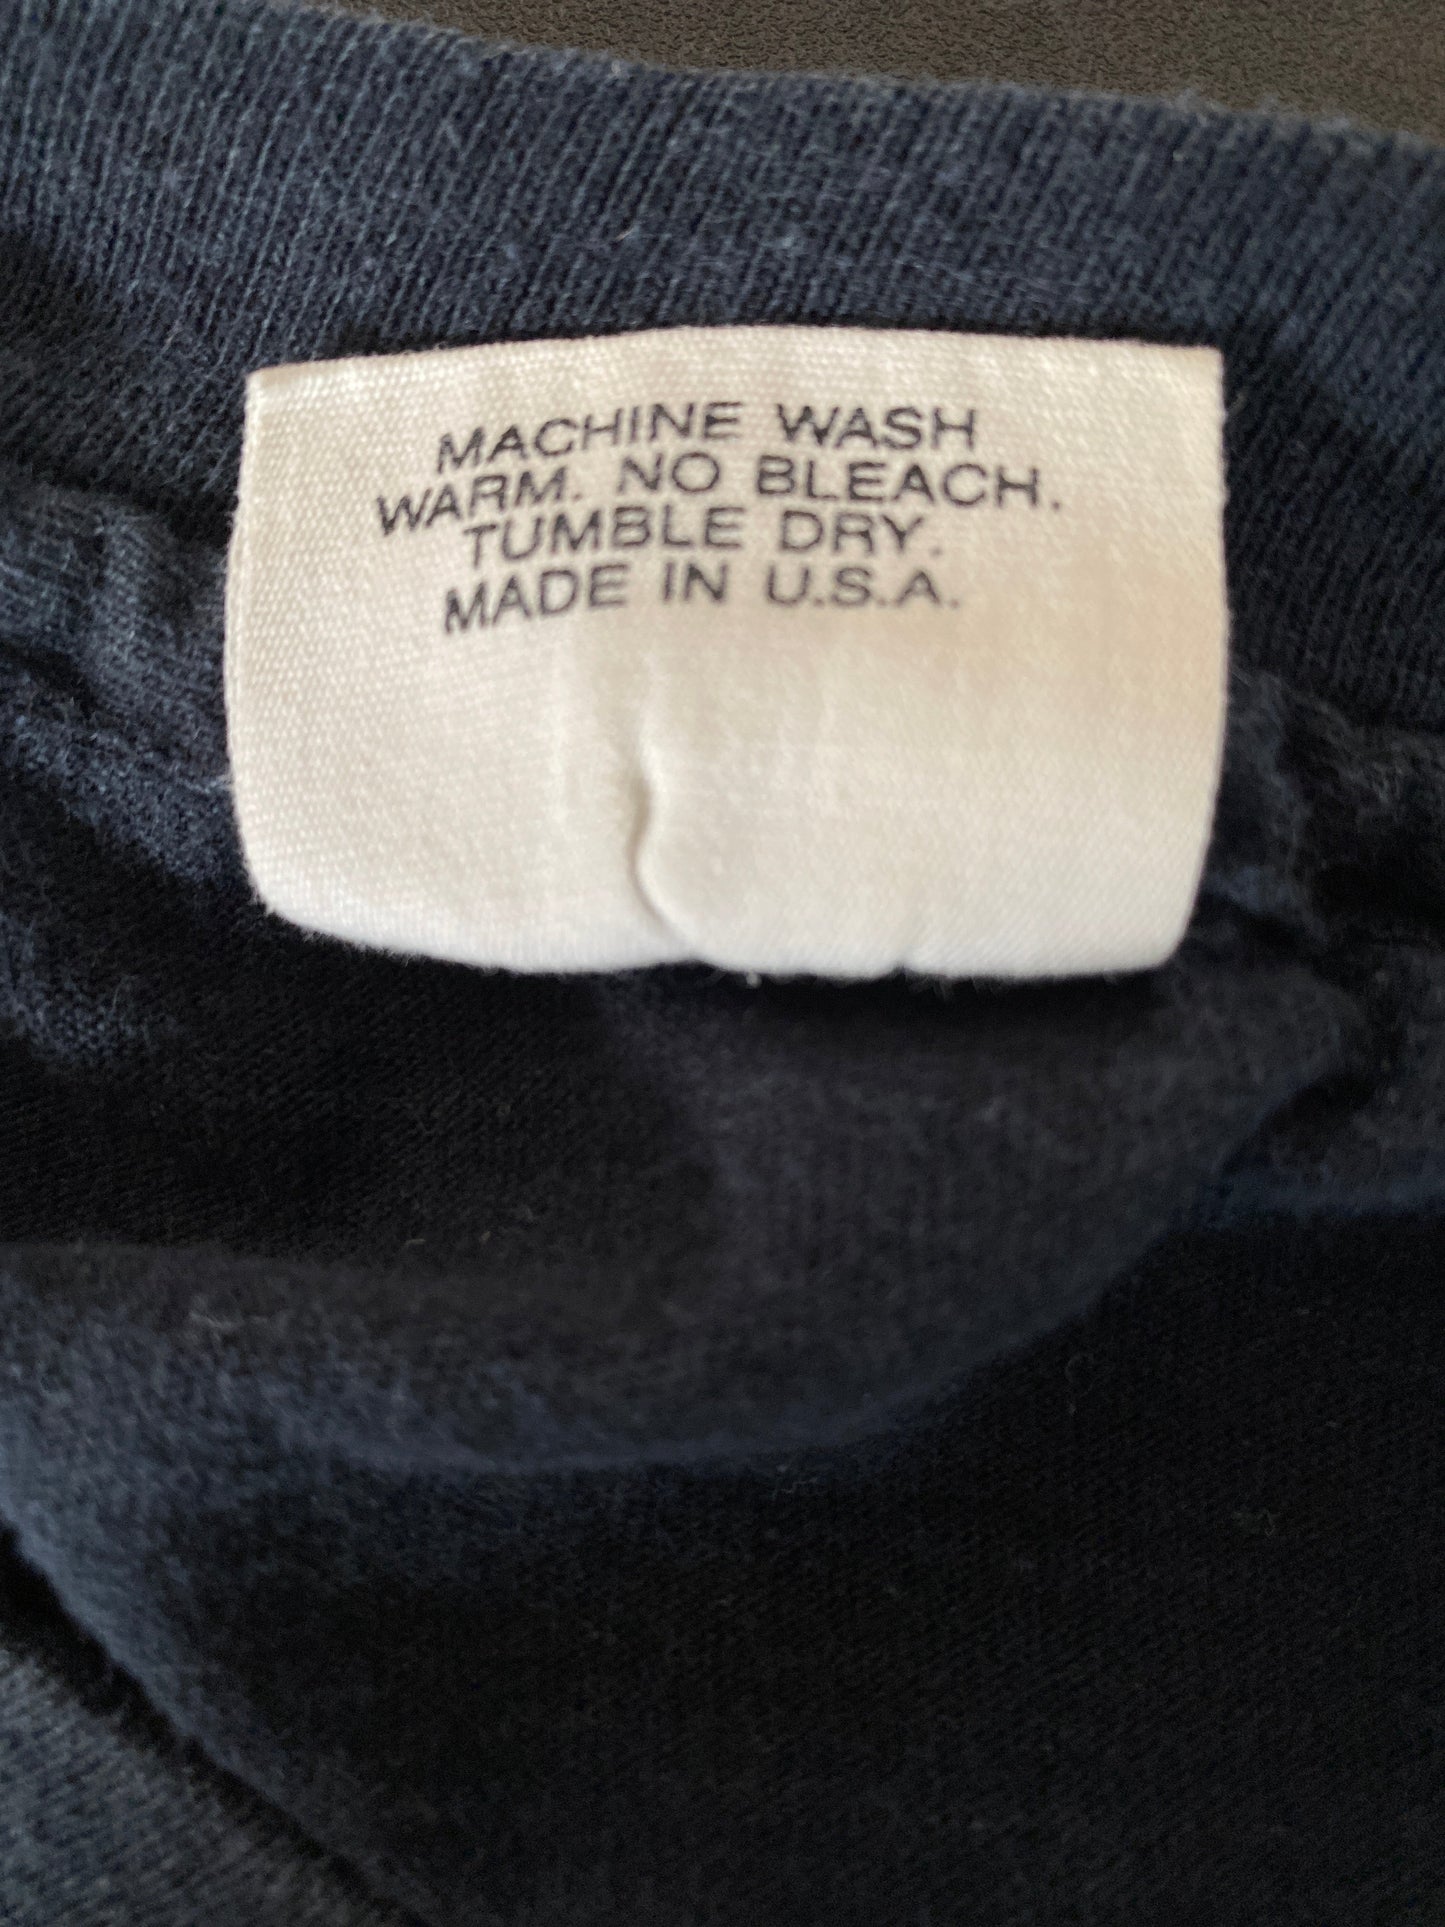 MACHINE WASH
WARM. NO BLEACH.
TUMBLE DRY.
MADE IN U.S.A.